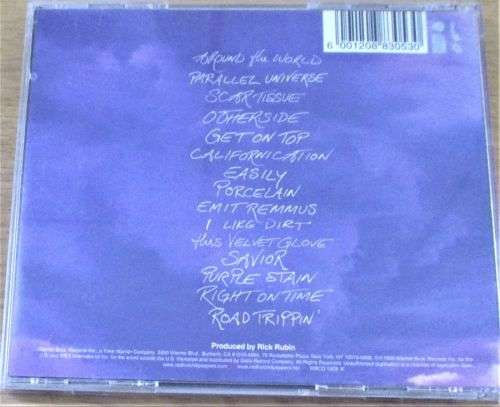 6 001208 830530
Around the World
Parallel Universe
Scar Tissue
Otherside
Get on Top
Californication
Easily
Porcelain
Emit Remmus
I Like Dirt
this Velvet Glove
Savior
Purple Stain
Right on Time
Road Trippin'
Produced by Rick Rubin